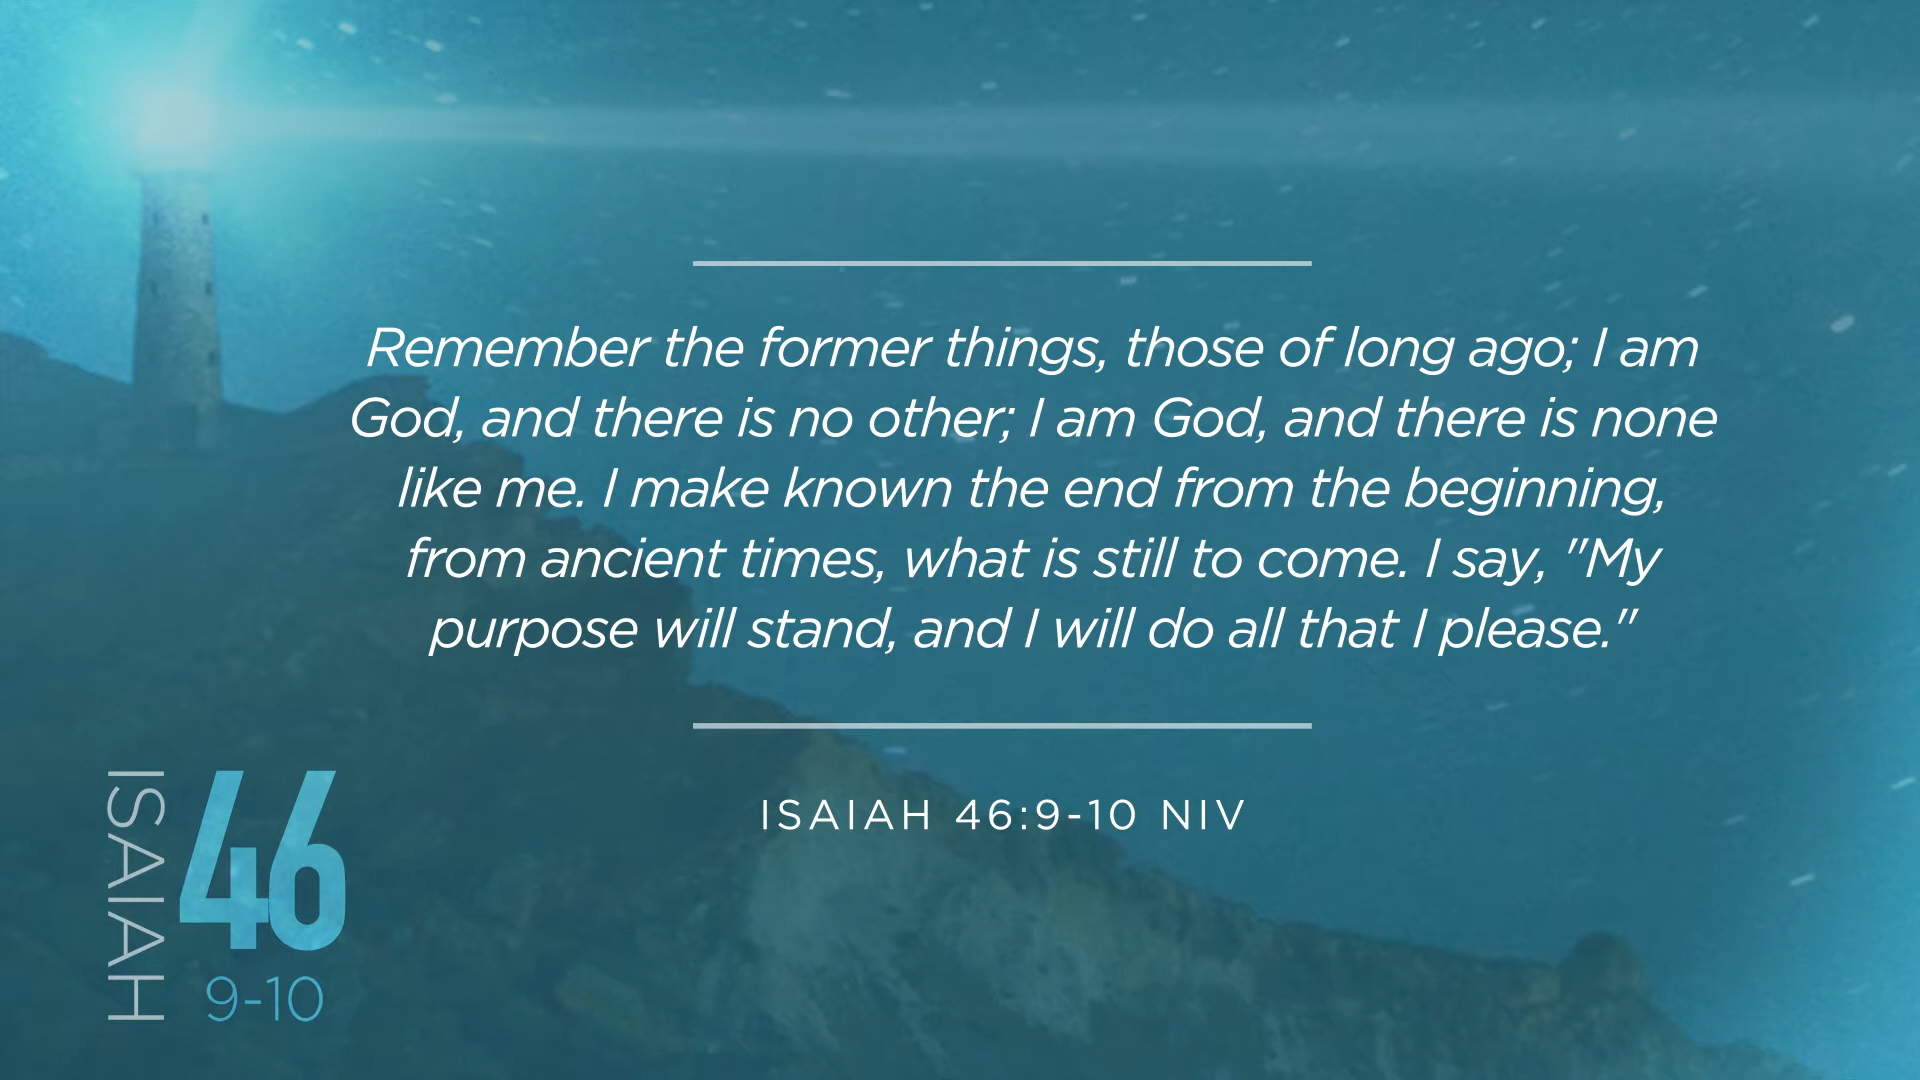 Remember the former things, those of long ago; I am
God, and there is no other; I am God, and there is none
like me. I make known the end from the beginning,
from ancient times, what is still to come. I say, "My
purpose will stand, and I will do all that I please."
ISAIAH 46:9-10 NIV
ISAIAH
46
9-10